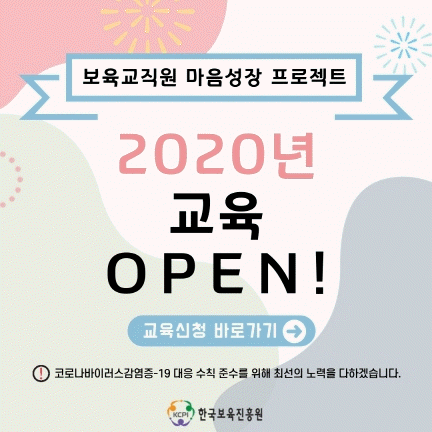 보육교직원 마음성장 프로젝트
2020년
교육
OPEN!
교육신청 바로가기
! 코로나바이러스감염증-19 대응 수칙 준수를 위해 최선의 노력을 다하겠습니다.
KCPI 한국보육진흥원